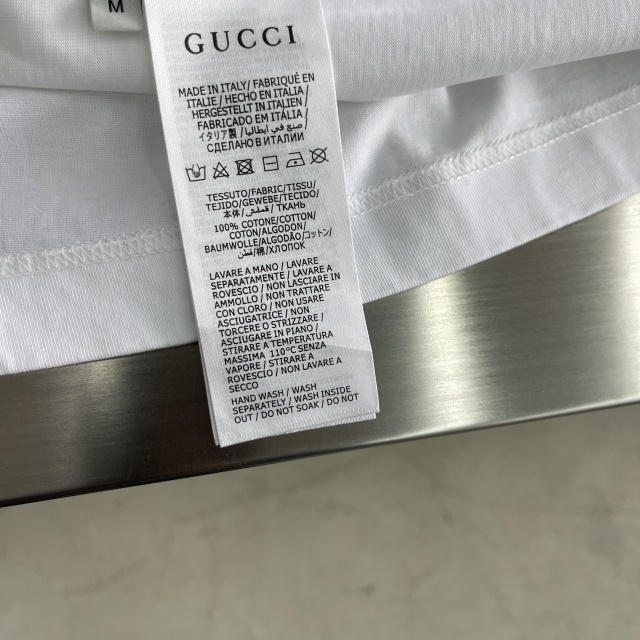 M
GUCCI
MADE IN ITALY/FABRIQUÉ EN
ITALIE / HECHO EN ITALIA /
HERGESTELLT IN ITALIEN /
FABRICADO EM ITALIA /
イタリア製 / صنع في ايطاليا /
СДЕЛАНО В ИТАЛИИ
TESSUTO/FABRIC/TISSU/
TEJIDO/GEWEBE/TECIDO/
本体/ قطعتش / ТКАНЬ
100% COTONE/COTTON/
COTON/ALGODON/
BAUMWOLLE/ALGODÃO/コットン/
قطن/棉/ХЛОПОК
LAVARE A MANO / LAVARE
SEPARATAMENTE / LAVARE A
ROVESCIO / NON LASCIARE IN
AMMOLLO / NON TRATTARE
CON CLORO / NON USARE
ASCIUGATRICE / NON
TORCERE O STRIZZARE /
ASCIUGARE IN PIANO /
STIRARE A TEMPERATURA
MASSIMA 110°C SENZA
VAPORE / STIRARE A
ROVESCIO / NON LAVARE A
SECCO
HAND WASH / WASH
SEPARATELY / WASH INSIDE
OUT / DO NOT SOAK / DO NOT